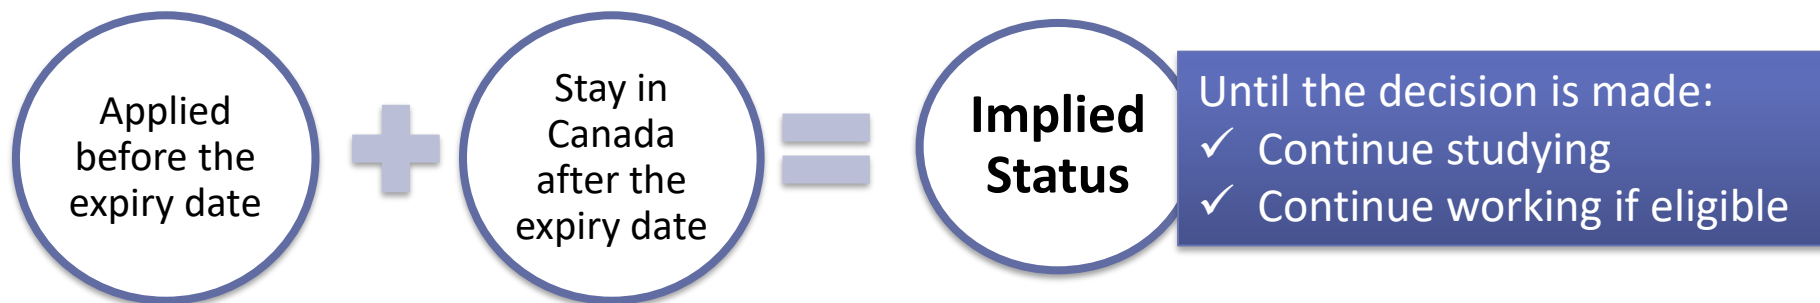 Applied
before the
expiry date
Stay in
Canada
after the
expiry date
Implied
Status
Until the decision is made:
✓ Continue studying
✓ Continue working if eligible